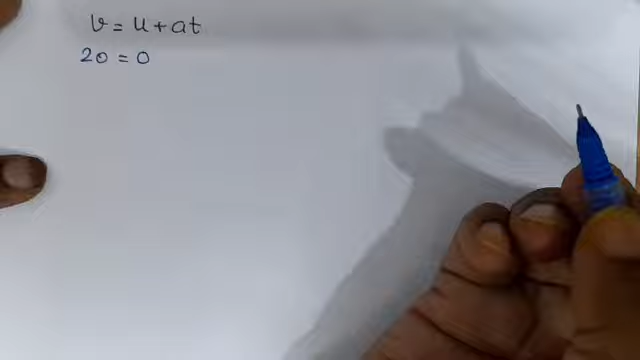 v = u + at
20 = 0